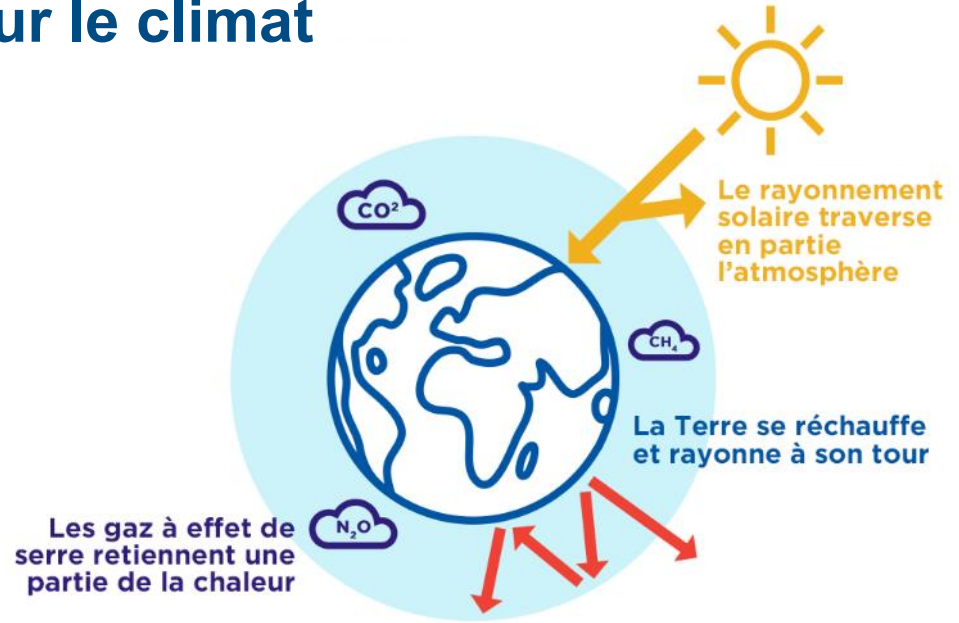 ur le climat
CO²
Le rayonnement
solaire traverse
en partie
l'atmosphère
CH₄
La Terre se réchauffe
et rayonne à son tour
N₂O
Les gaz à effet de
serre retiennent une
partie de la chaleur